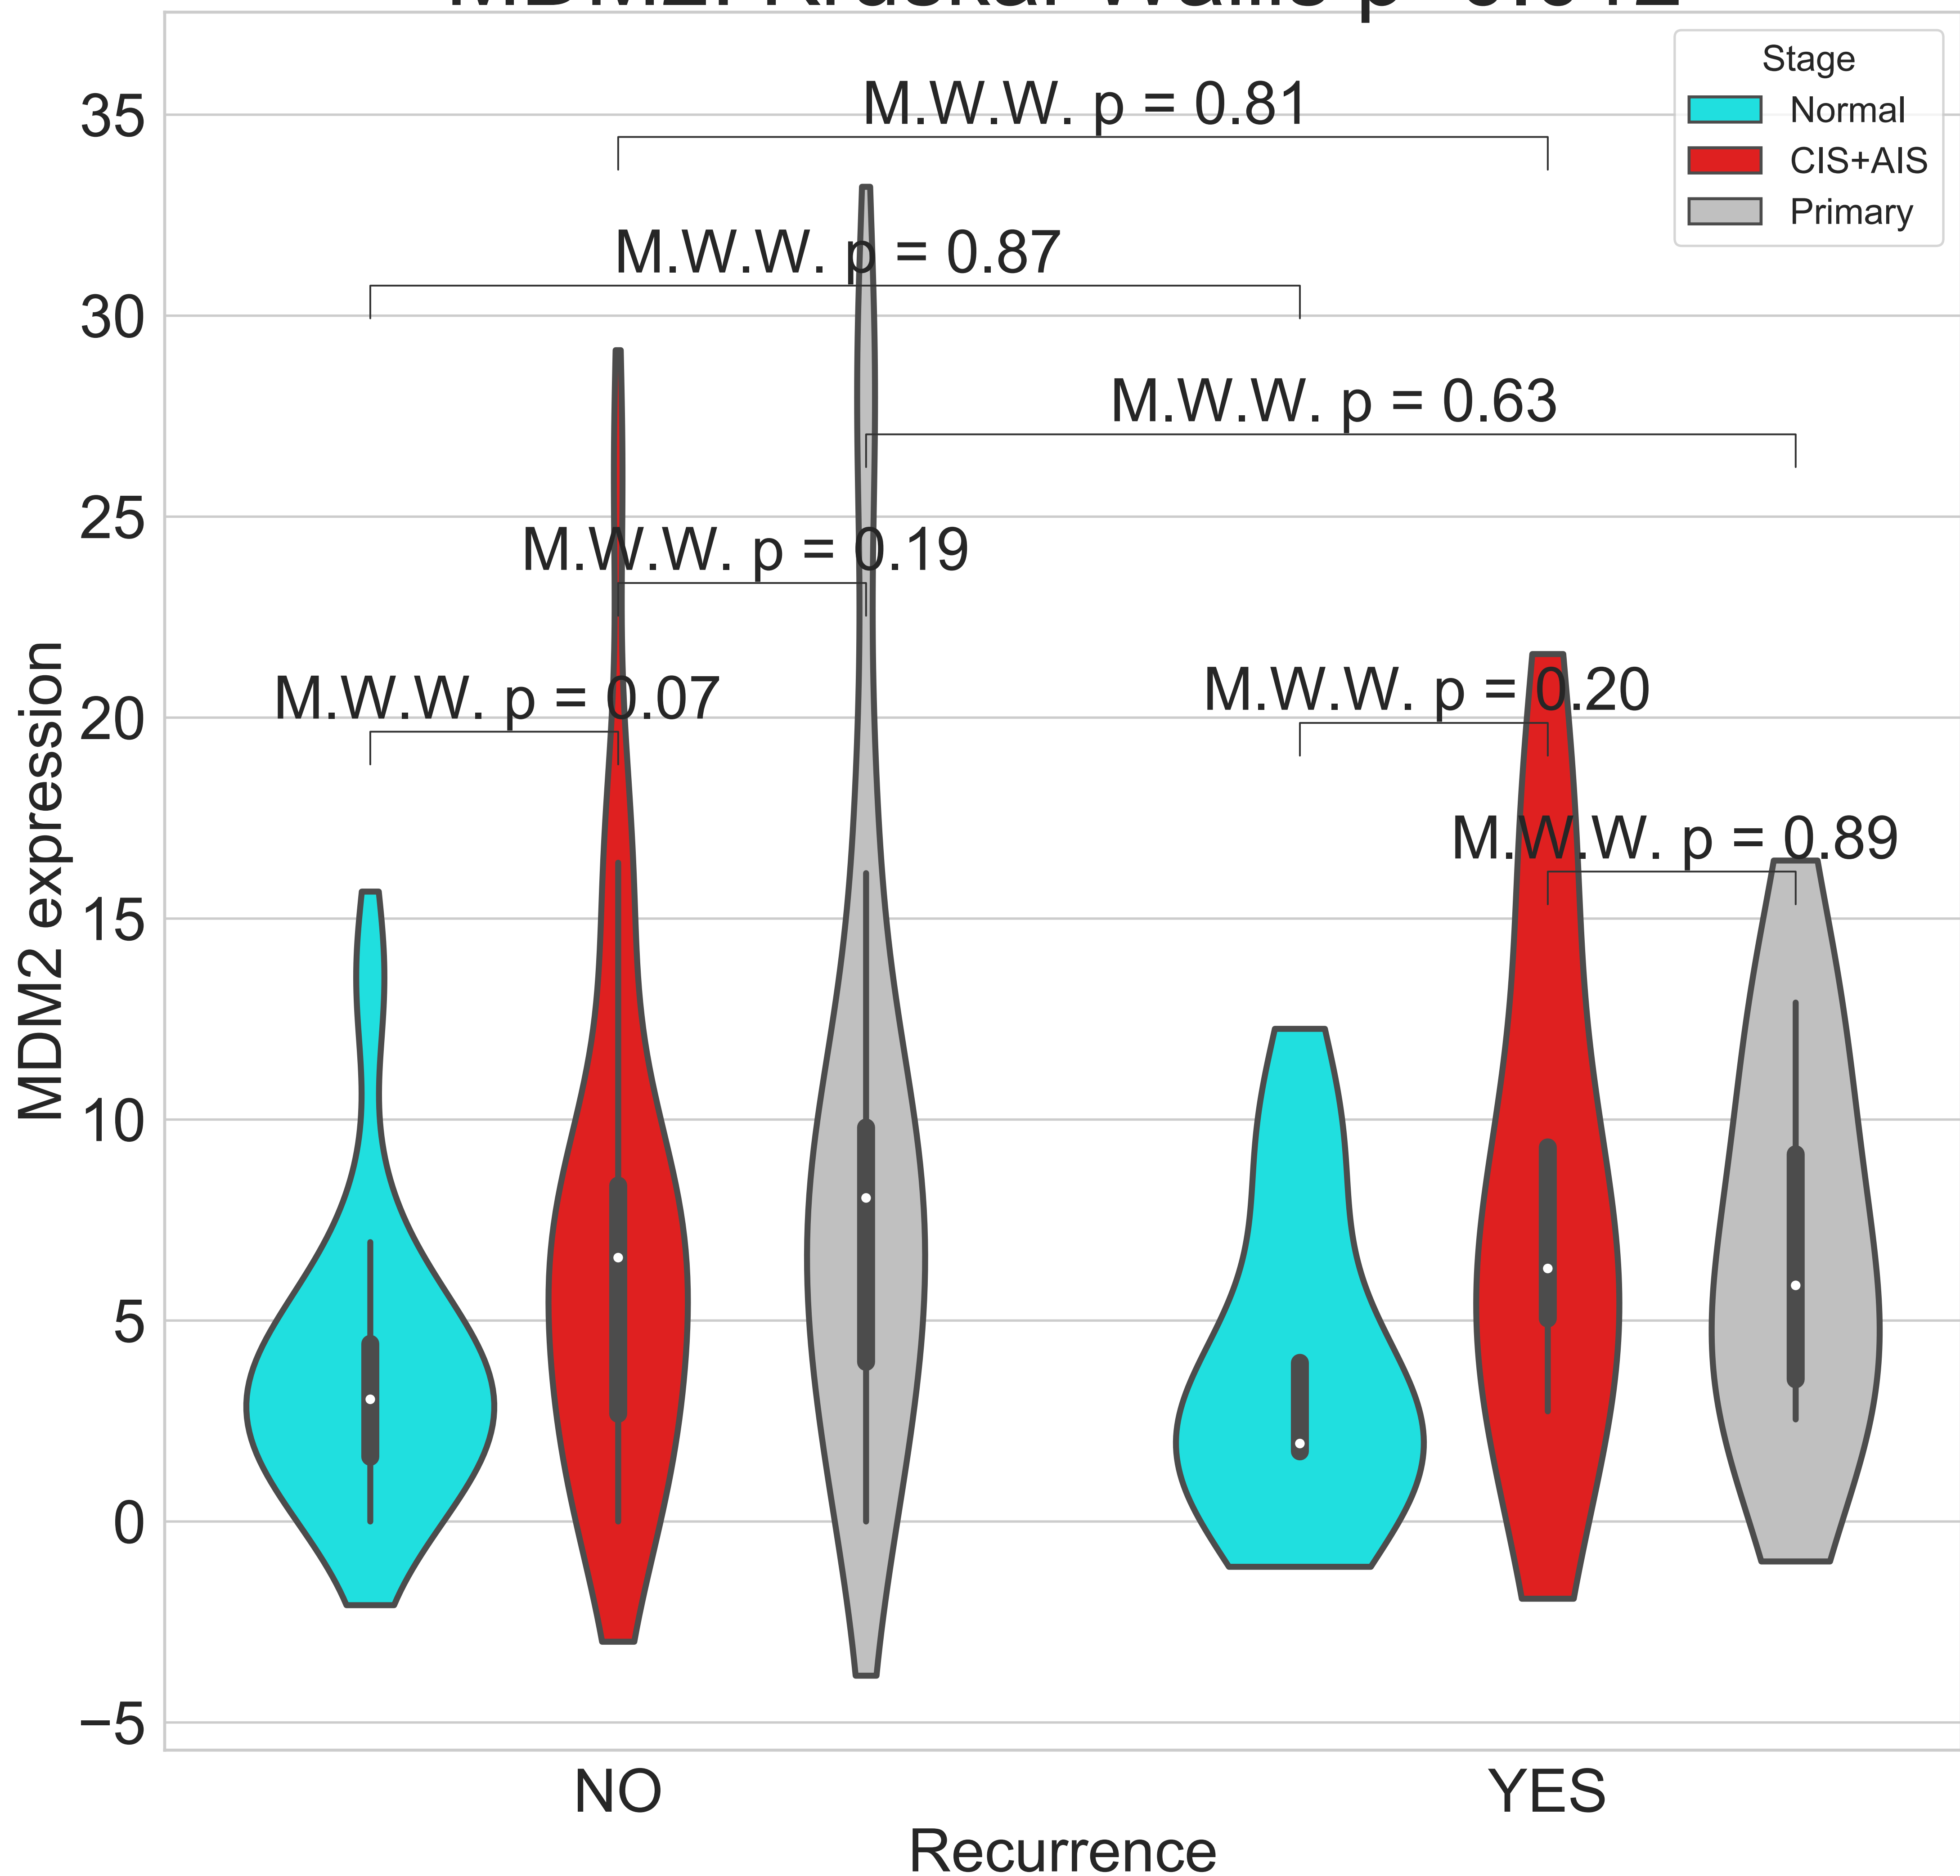 Stage
Normal
CIS+AIS
Primary
M.W.W. p = 0.81
M.W.W. p = 0.87
M.W.W. p = 0.63
M.W.W. p = 0.19
M.W.W. p = 0.07
M.W.W. p = 0.20
M.W.W. p = 0.89
35
30
25
20
15
10
5
0
−5
MDM2 expression
NO
YES
Recurrence